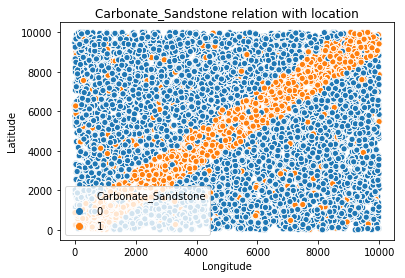 Carbonate_Sandstone relation with location
10000
8000
6000
4000
2000
0
Latitude
Carbonate_Sandstone
0
1
0 2000 4000 6000 8000 10000
Longitude